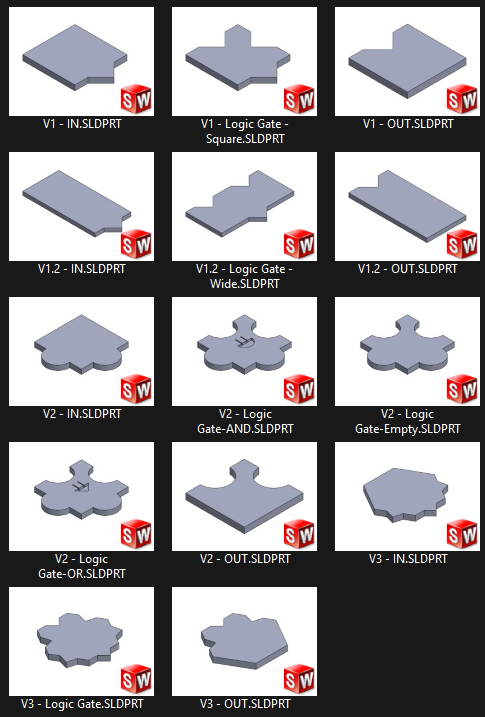 V1 - IN.SLDPRT
V1 - Logic Gate -
Square.SLDPRT
V1 - OUT.SLDPRT
V1.2 - IN.SLDPRT
V1.2 - Logic Gate -
Wide.SLDPRT
V1.2 - OUT.SLDPRT
V2 - IN.SLDPRT
V2 - Logic
Gate-AND.SLDPRT
V2 - Logic
Gate-Empty.SLDPRT
V2 - Logic
Gate-OR.SLDPRT
V2 - OUT.SLDPRT
V3 - IN.SLDPRT
V3 - Logic Gate.SLDPRT
V3 - OUT.SLDPRT